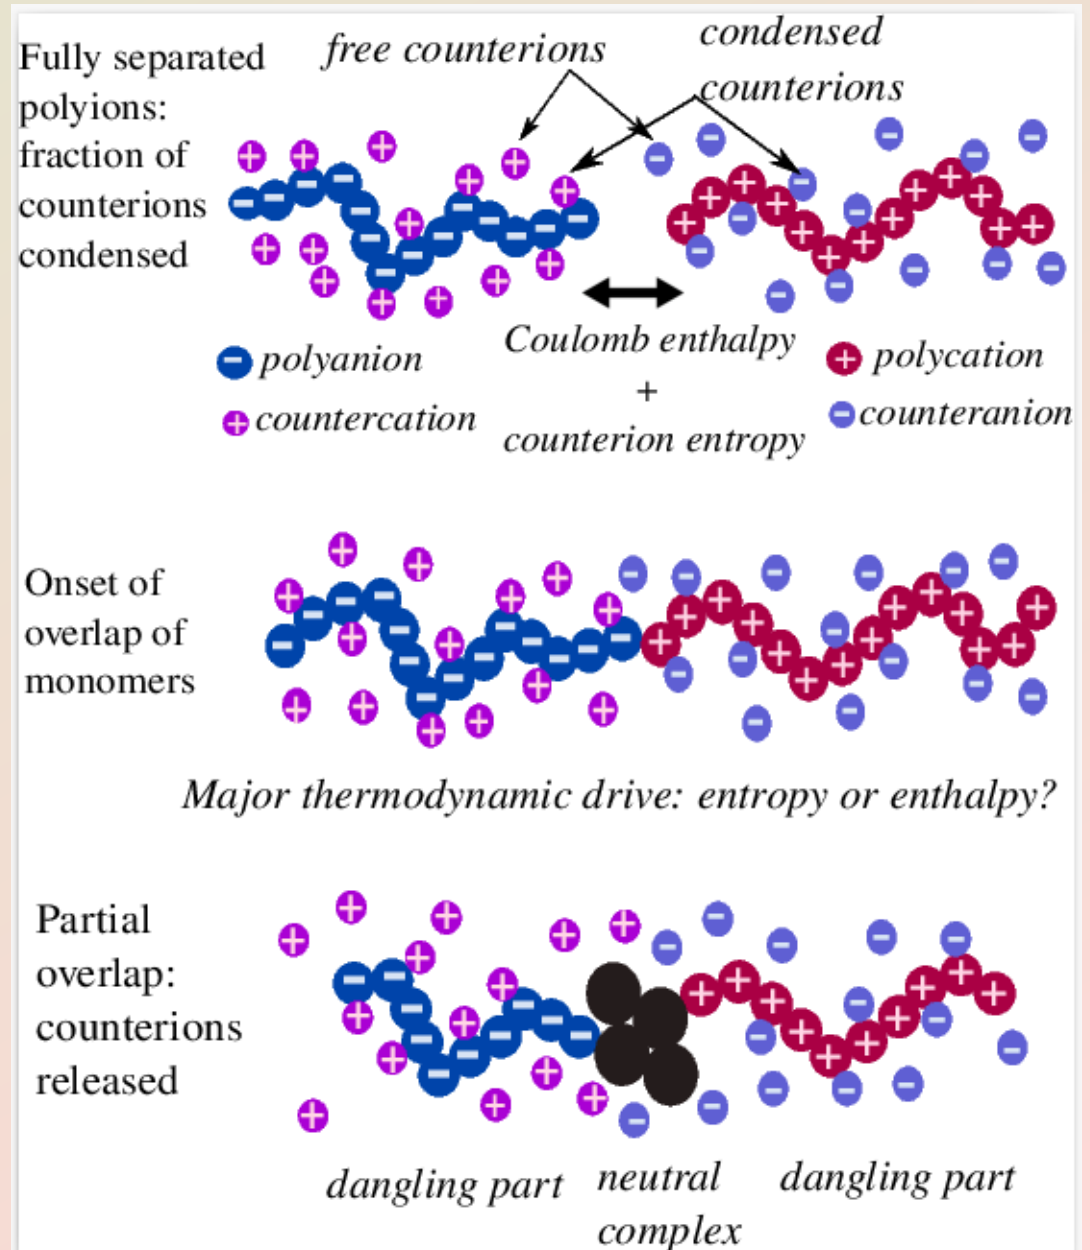 Fully separated
polyions:
fraction of
counterions
condensed
free counterions
condensed
counterions
Coulomb enthalpy
+
counterion entropy
polyanion
countercation
polycation
counteranion
Onset of
overlap of
monomers
Major thermodynamic drive: entropy or enthalpy?
Partial
overlap:
counterions
released
dangling part
neutral
complex
dangling part